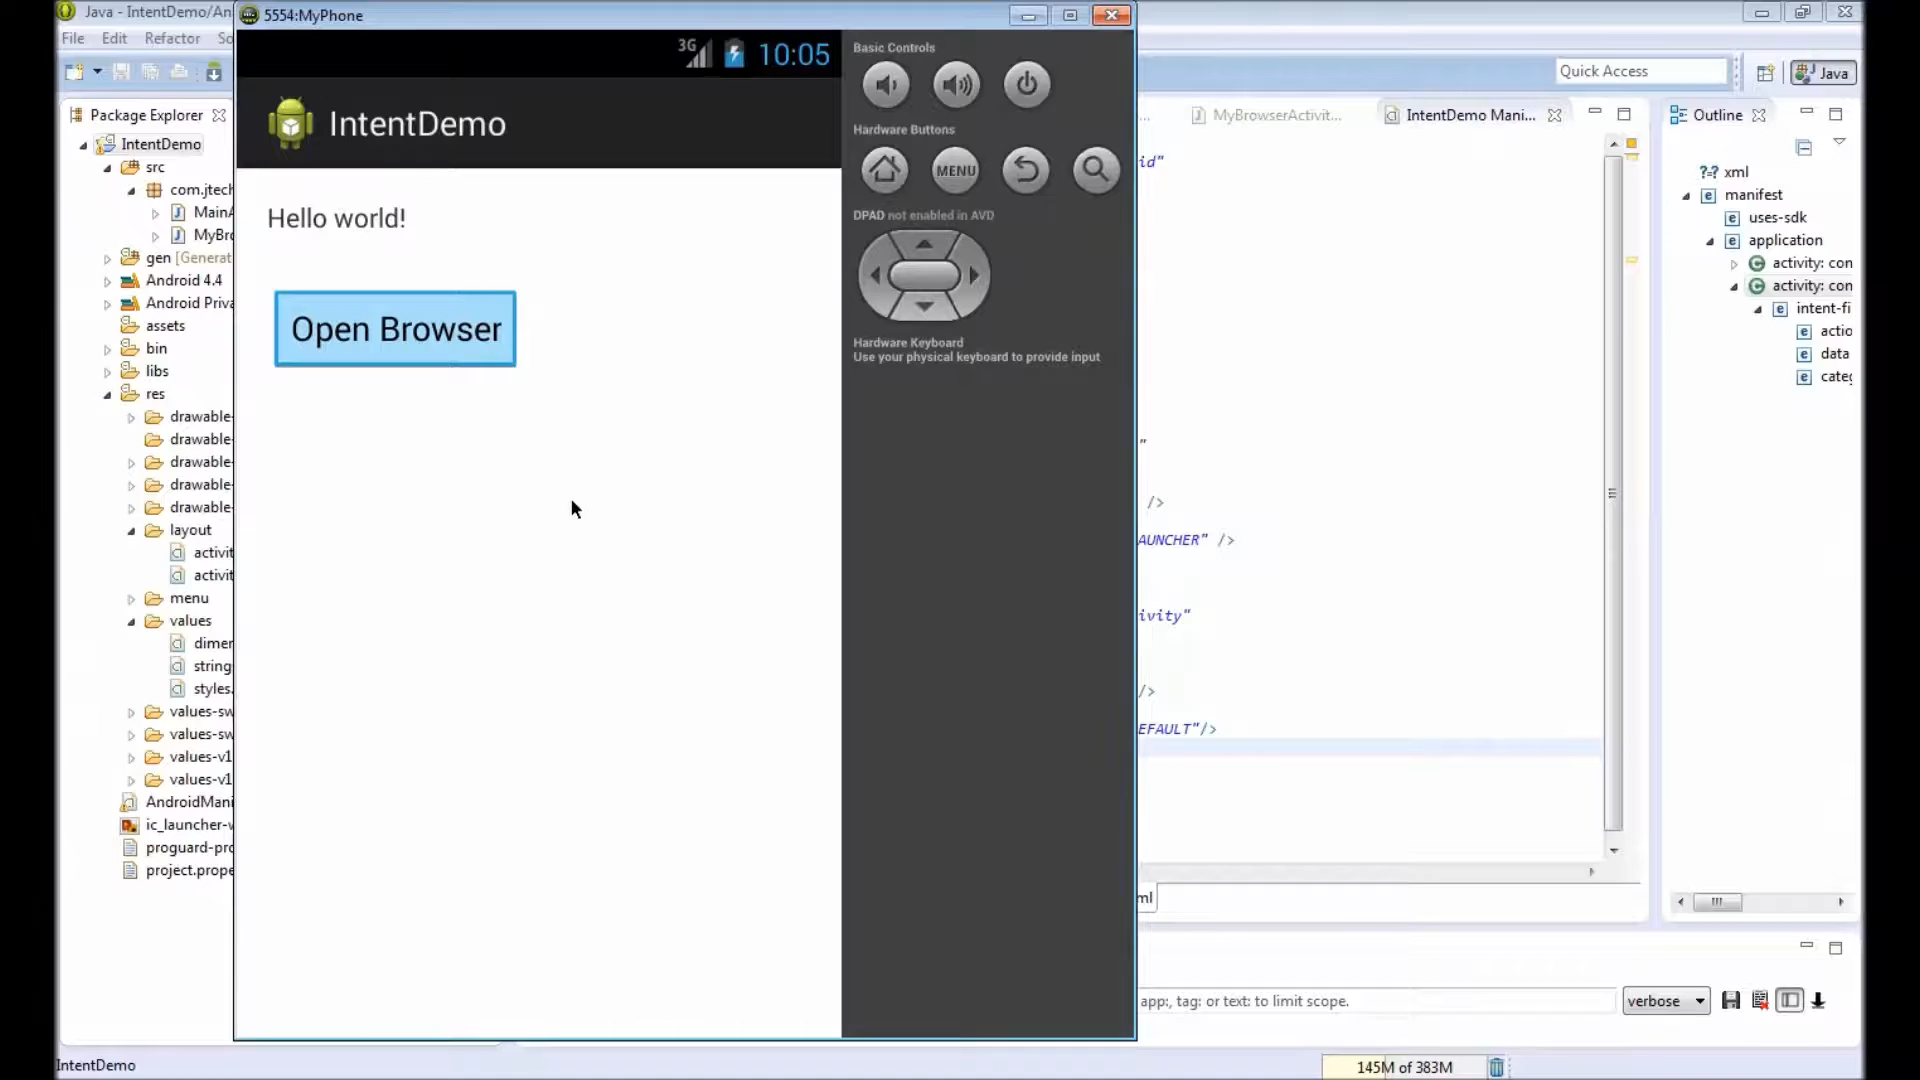 Java - IntentDemo/An
5554:MyPhone
File Edit Refactor So
3G 10:05
Basic Controls
Quick Access
Java
IntentDemo
Hardware Buttons
MENU
DPAD not enabled in AVD
Hardware Keyboard
Use your physical keyboard to provide input
Hello world!
Open Browser
Package Explorer
IntentDemo
src
com.jtech
MainA
MyBro
gen [Generat
Android 4.4
Android Priva
assets
bin
libs
res
drawable-
drawable-
drawable-
drawable-
drawable-
layout
activit
activit
menu
values
dimen
string
styles.
values-sw
values-sw
values-v1
values-v1
AndroidMani
ic_launcher-v
proguard-pro
project.prope
... MyBrowserActivit... IntentDemo Mani...
id"
"
/>
AUNCHER" />
ivity"
/>
EFAULT"/>
ml
Outline
xml
manifest
uses-sdk
application
activity: con
activity: con
intent-fi
actio
data
categ
app:, tag: or text: to limit scope.
verbose
IntentDemo
145M of 383M